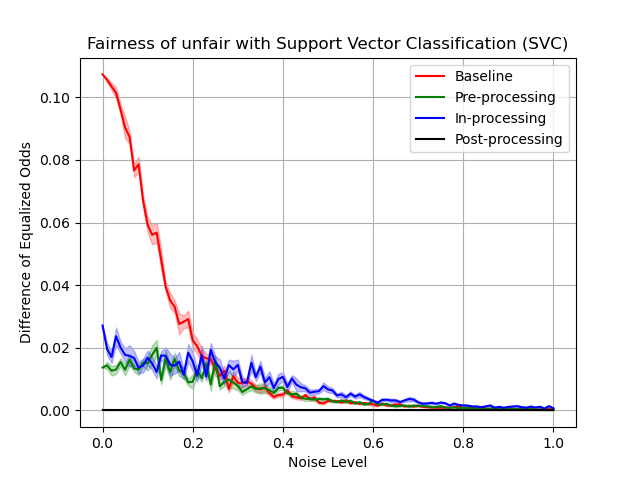 Fairness of unfair with Support Vector Classification (SVC)
Difference of Equalized Odds
0.10
0.08
0.06
0.04
0.02
0.00
Baseline
Pre-processing
In-processing
Post-processing
0.0 0.2 0.4 0.6 0.8 1.0
Noise Level